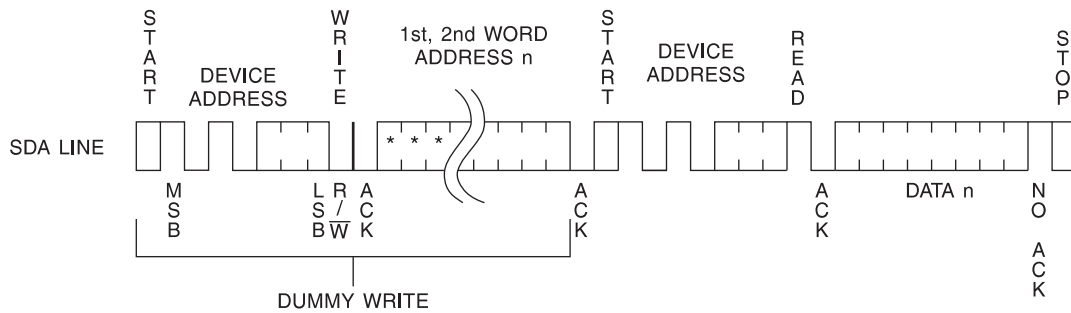 START
WRITE
1st, 2nd WORD
ADDRESS n
START
DEVICE
ADDRESS
READ
STOP
DEVICE
ADDRESS
SDA LINE
* * *
MSB
LSB
R/W
ACK
ACK
ACK
DATA n
NO ACK
DUMMY WRITE